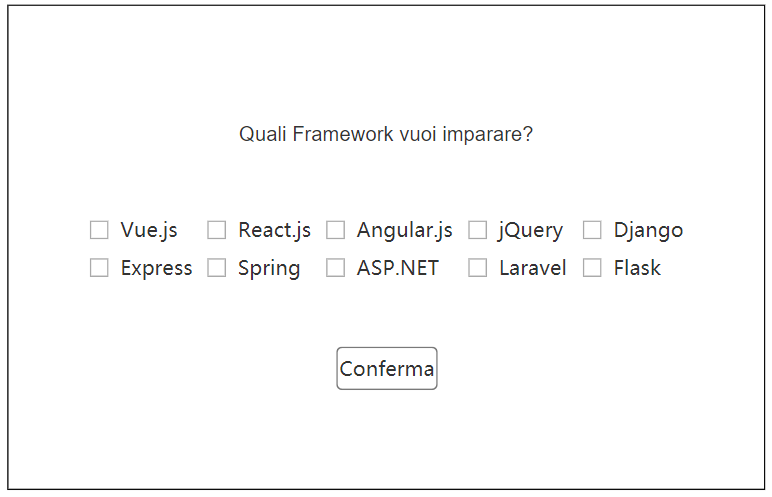 Quali Framework vuoi imparare?
Vue.js React.js Angular.js jQuery Django
Express Spring ASP.NET Laravel Flask
Conferma